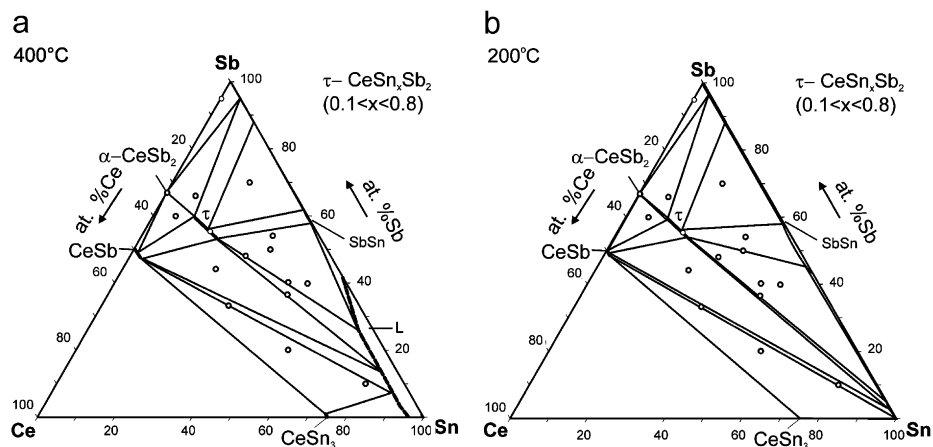 a
400°C
Sb
100
τ– CeSnₓSb₂
(0.1<x<0.8)
20
80
α–CeSb₂
at. %Ce
40
τ
60
at. %Sb
CeSb
SbSn
60
40
80
L
20
100
Ce
20
40
60
80
100
Sn
CeSn₃
b
200°C
Sb
100
τ– CeSnₓSb₂
(0.1<x<0.8)
20
80
α–CeSb₂
at. %Ce
40
τ
60
at. %Sb
CeSb
SbSn
60
40
80
20
100
Ce
20
40
60
80
100
Sn
CeSn₃